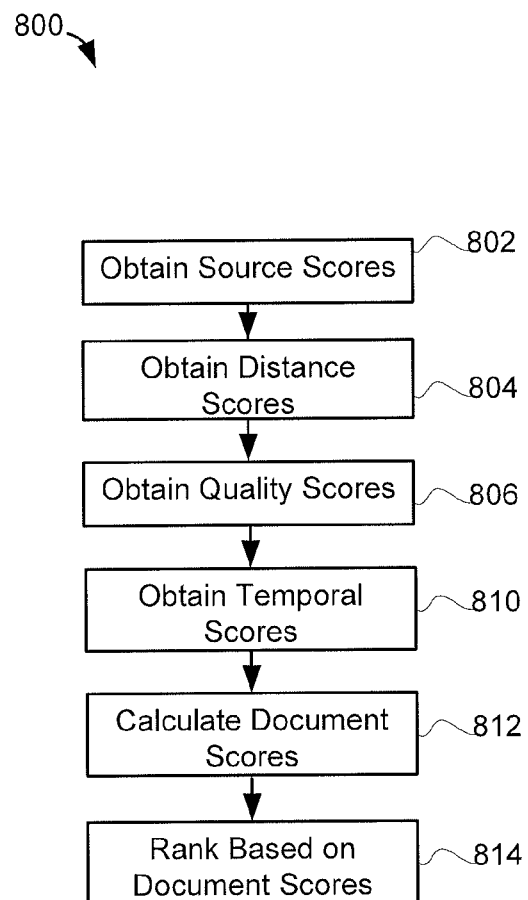 800
802
Obtain Source Scores
Obtain Distance
Scores
804
Obtain Quality Scores
806
Obtain Temporal
Scores
810
Calculate Document
Scores
812
Rank Based on
Document Scores
814